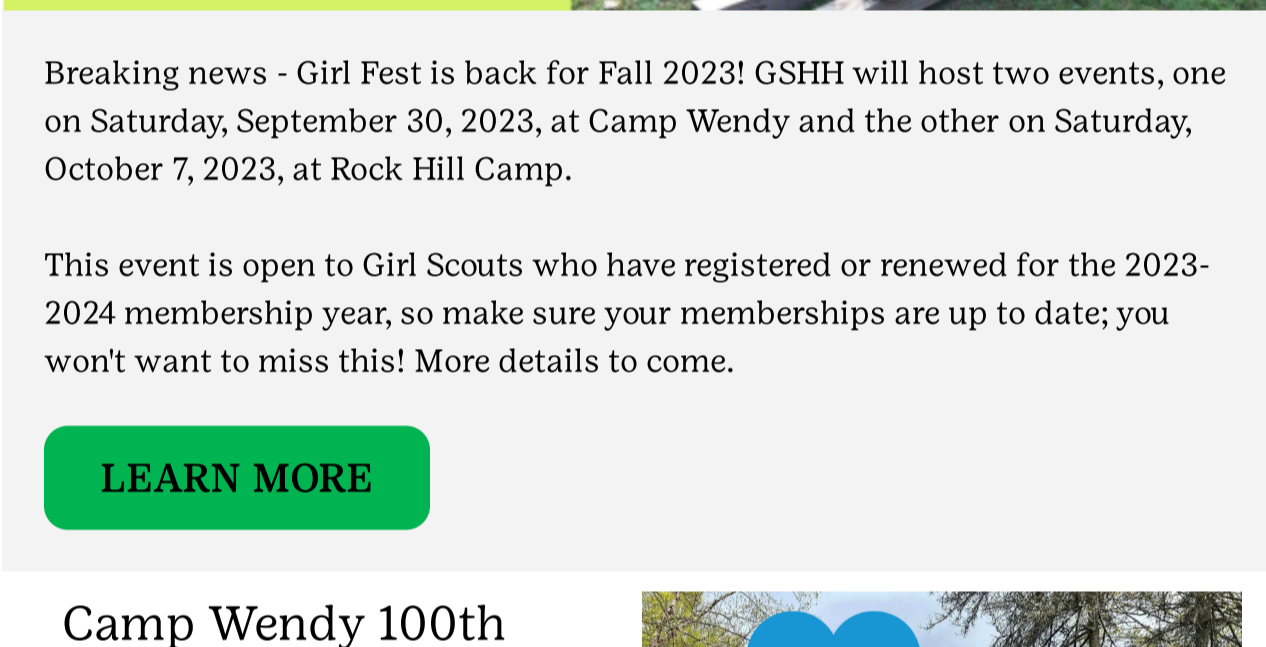 Breaking news - Girl Fest is back for Fall 2023! GSHH will host two events, one
on Saturday, September 30, 2023, at Camp Wendy and the other on Saturday,
October 7, 2023, at Rock Hill Camp.
This event is open to Girl Scouts who have registered or renewed for the 2023-
2024 membership year, so make sure your memberships are up to date; you
won't want to miss this! More details to come.
LEARN MORE
Camp Wendy 100th